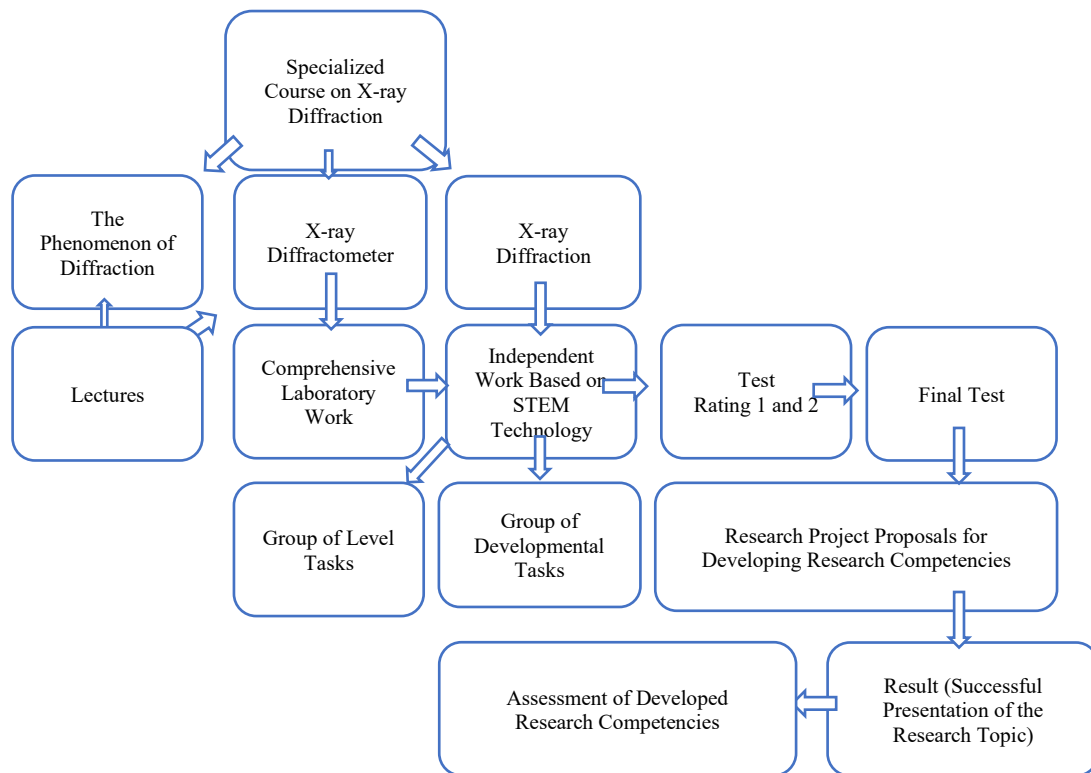 Specialized
Course on X-ray
Diffraction
The
Phenomenon of
Diffraction
X-ray
Diffractometer
X-ray
Diffraction
Lectures
Comprehensive
Laboratory
Work
Independent
Work Based on
STEM
Technology
Test
Rating 1 and 2
Final Test
Group of Level
Tasks
Group of
Developmental
Tasks
Research Project Proposals for
Developing Research Competencies
Assessment of Developed
Research Competencies
Result (Successful
Presentation of the
Research Topic)